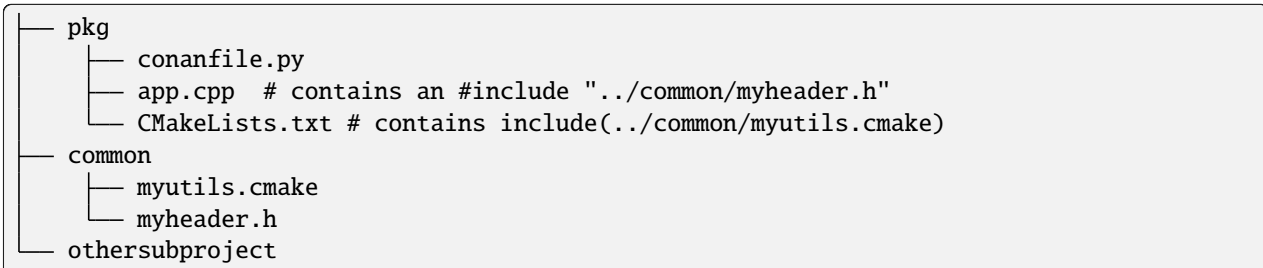 ├── pkg
│   ├── conanfile.py
│   ├── app.cpp  # contains an #include "../common/myheader.h"
│   └── CMakeLists.txt # contains include(../common/myutils.cmake)
├── common
│   ├── myutils.cmake
│   └── myheader.h
└── othersubproject